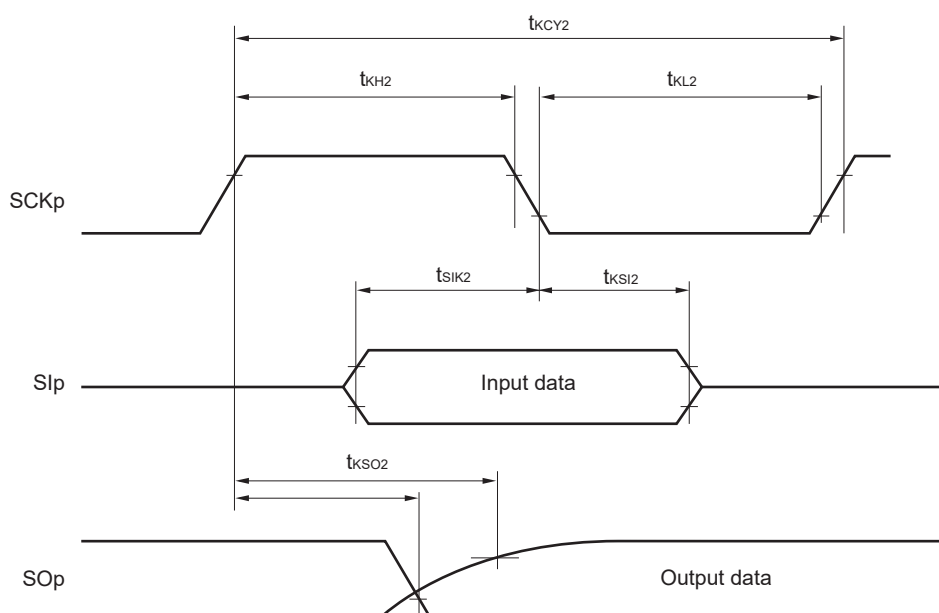 tKCY2
tKH2
tKL2
SCKp
tSIK2
tKSI2
SIp
Input data
tKSO2
SOp
Output data